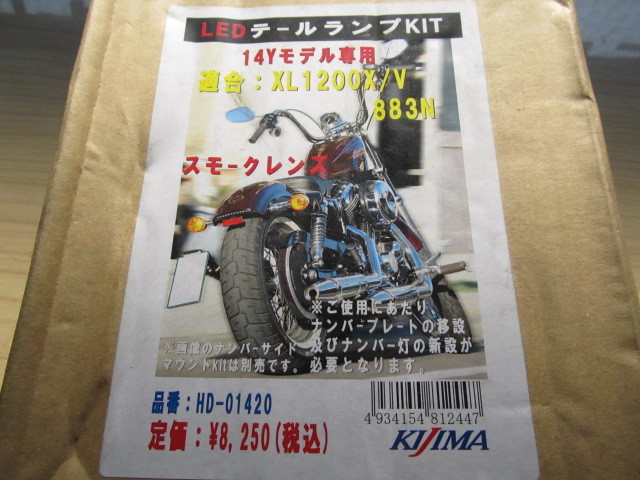 LEDテールランプKIT
14Yモデル専用
適合：XL1200X/V
883N
スモークレンズ
※ご使用にあたり
ナンバープレートの移設
及びナンバー灯の新設が
必要となります。
※画像のナンバーサイド
マウントkitは別売です。
品番：HD-01420
定価：¥8,250(税込)
4934154812447
KIJIMA